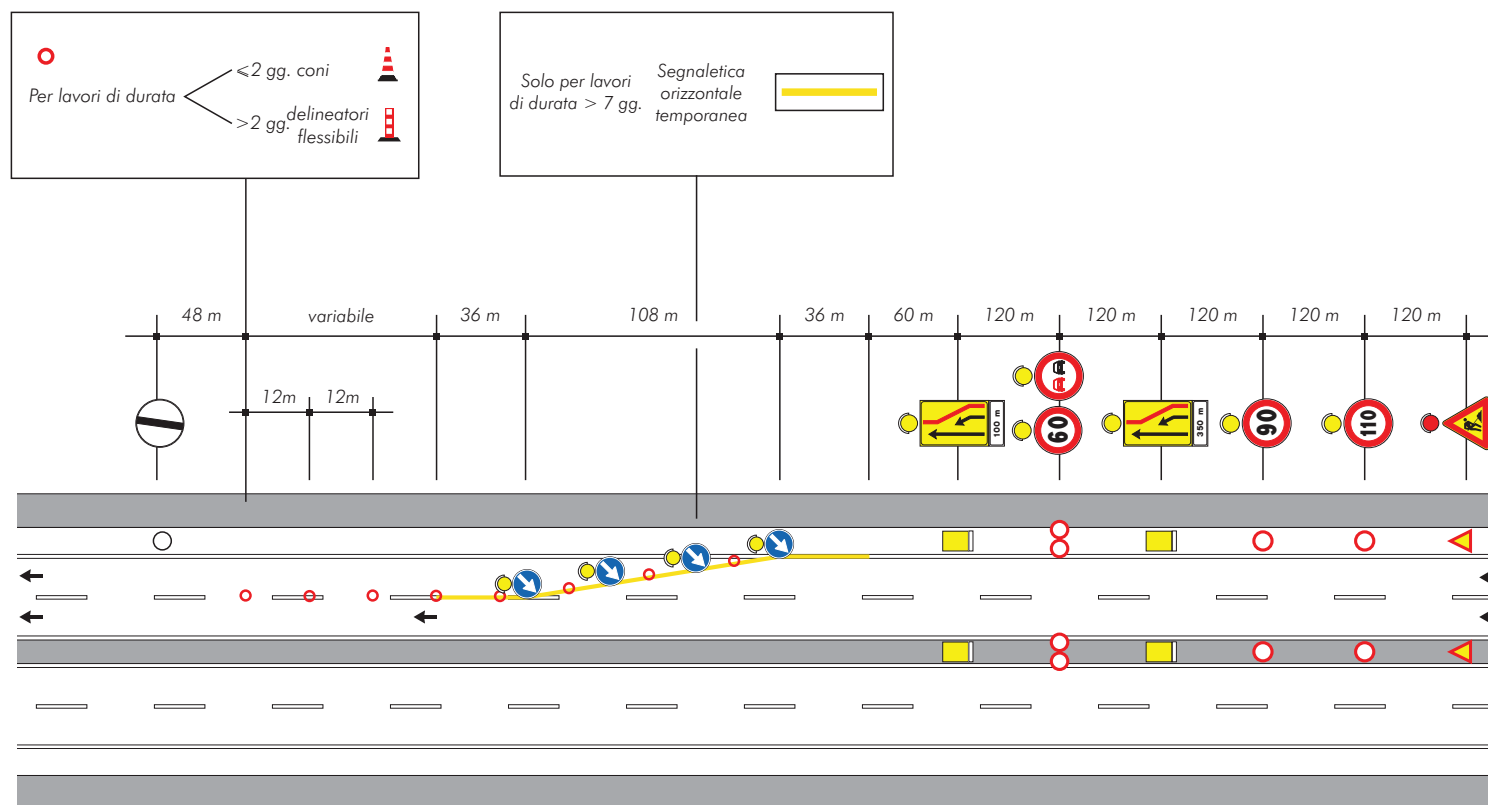 Per lavori di durata
⩽2 gg. coni
>2 gg. delineatori
flessibili
Solo per lavori
di durata > 7 gg.
Segnaletica
orizzontale
temporanea
48 m
variabile
36 m
108 m
36 m
60 m
120 m
120 m
120 m
120 m
120 m
12m
12m
100 m
60
350 m
90
110